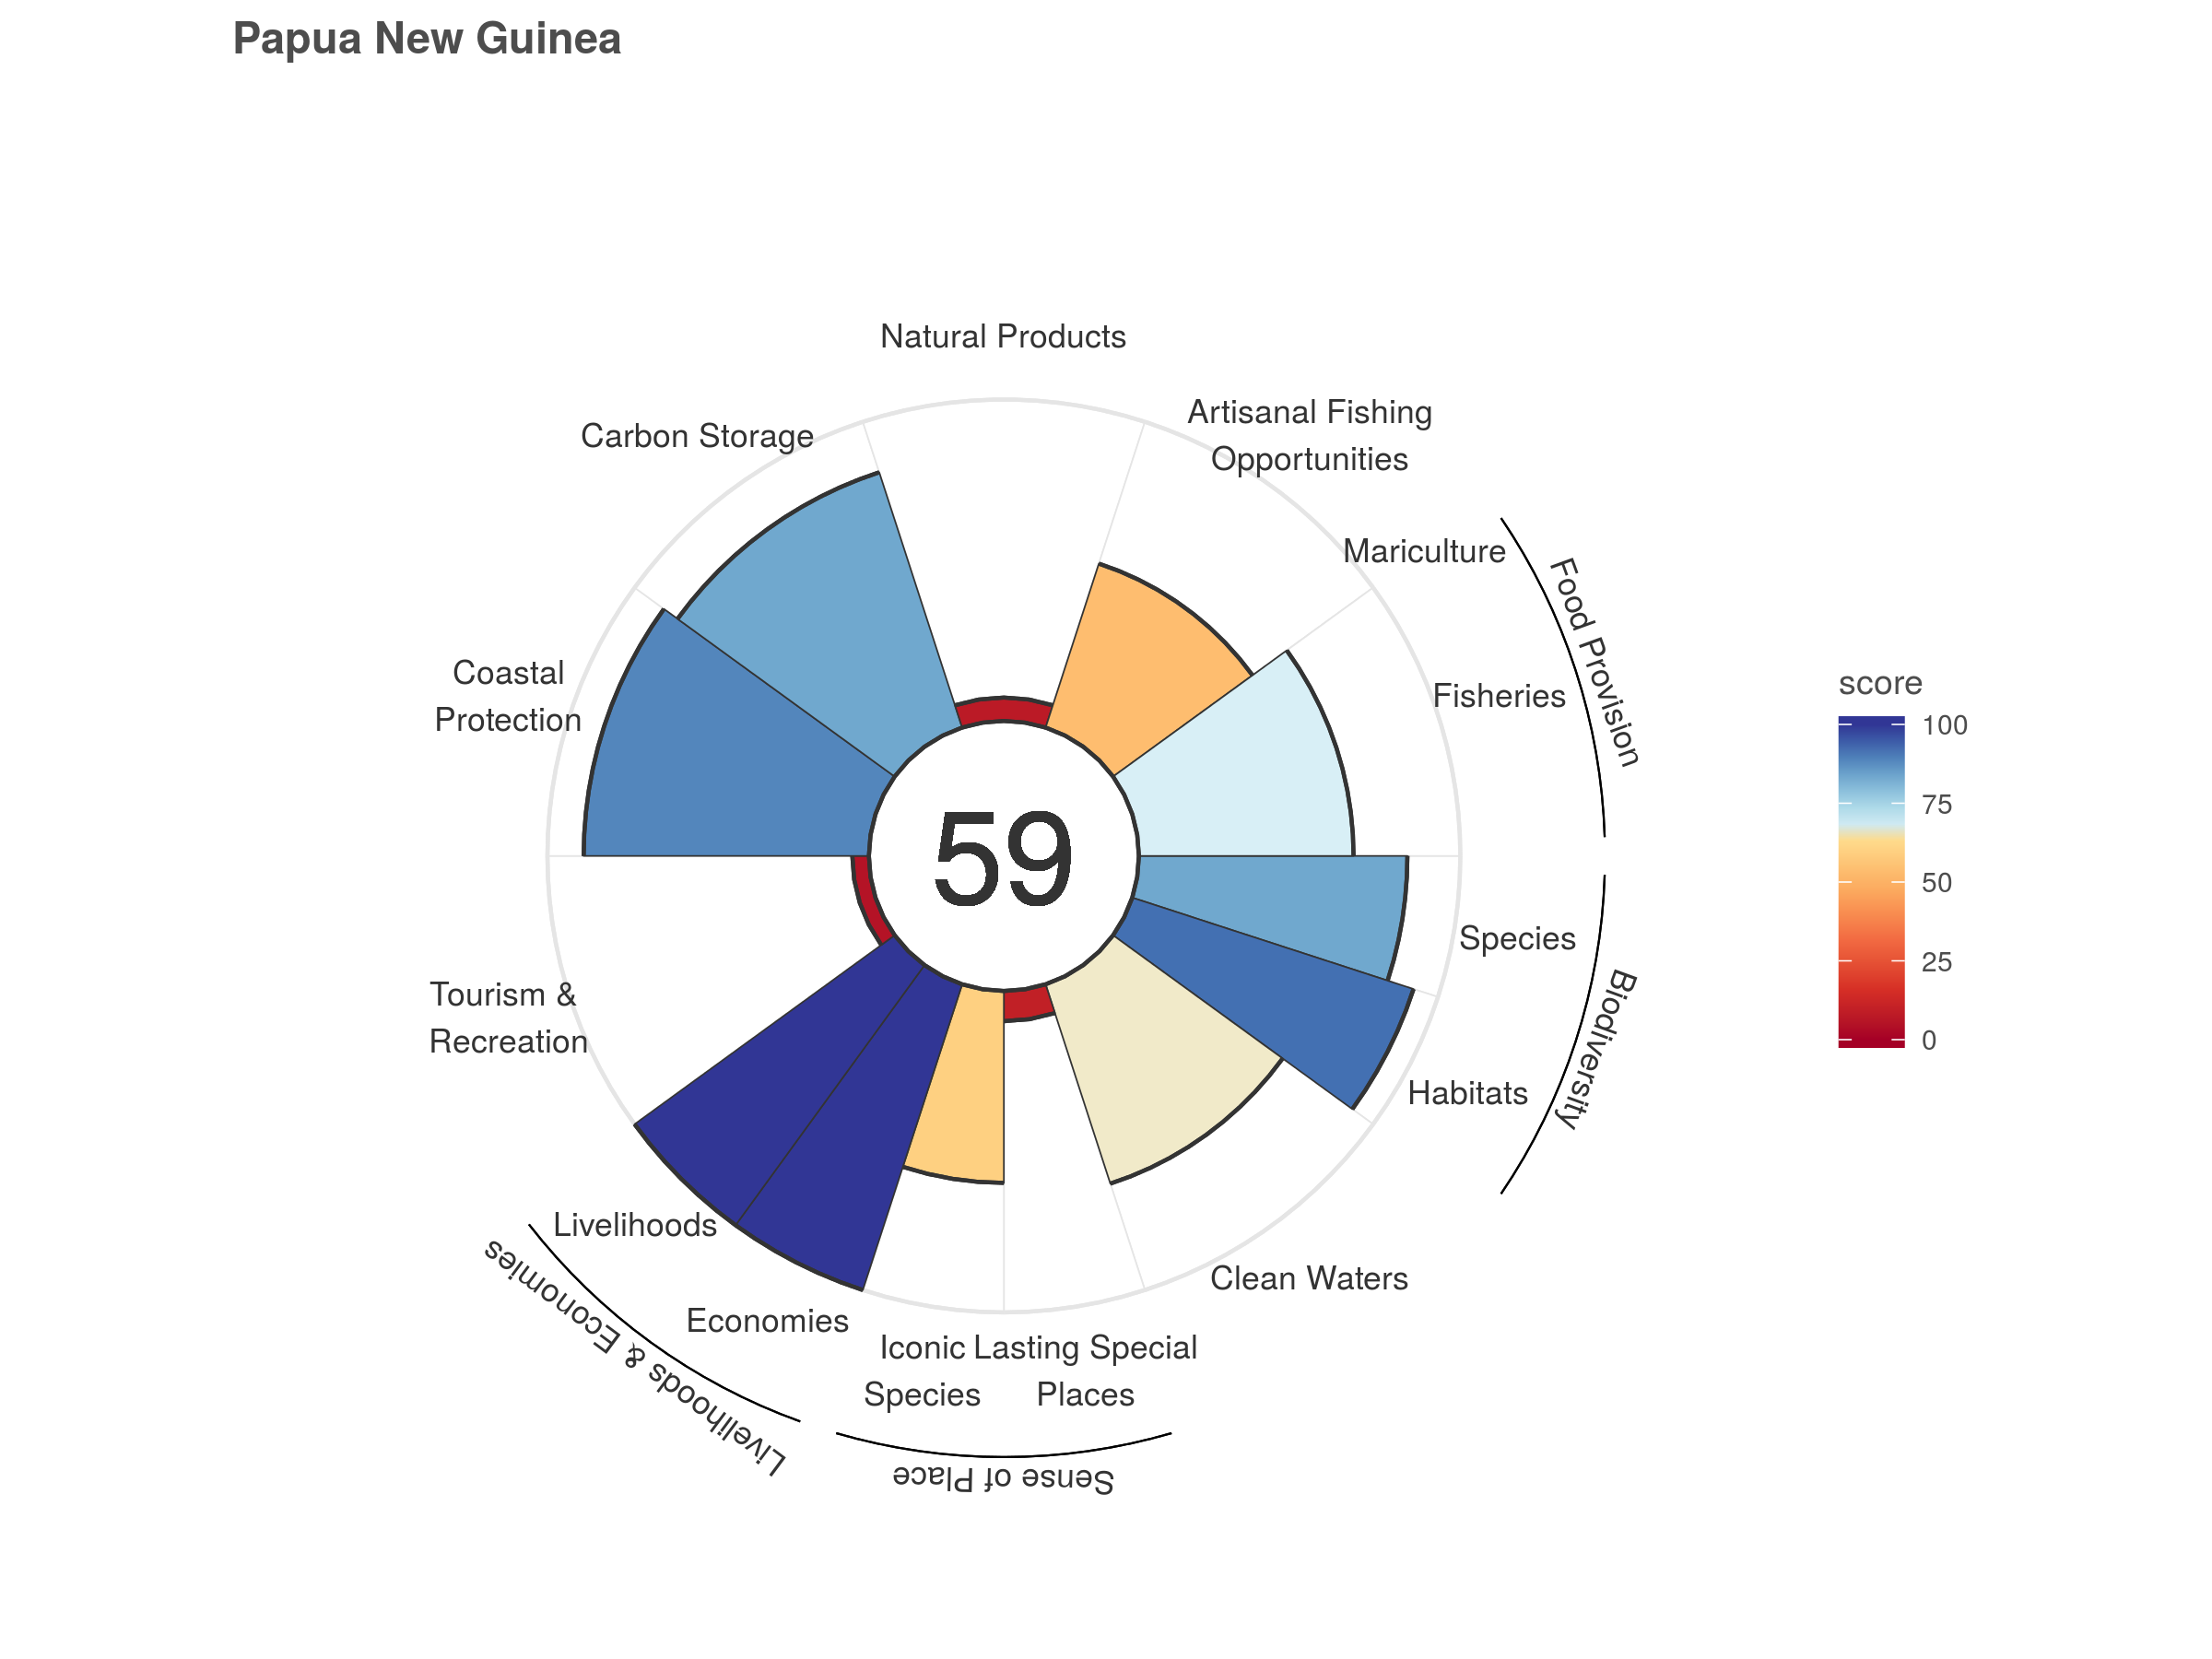 Papua New Guinea
Natural Products
Artisanal Fishing
Opportunities
Carbon Storage
Mariculture
Food Provision
Fisheries
Coastal
Protection
score
100
75
50
25
0
59
Species
Biodiversity
Habitats
Tourism &
Recreation
Livelihoods
Clean Waters
Economies
Livelihoods & Economies
Iconic
Species
Lasting Special
Places
Sense of Place